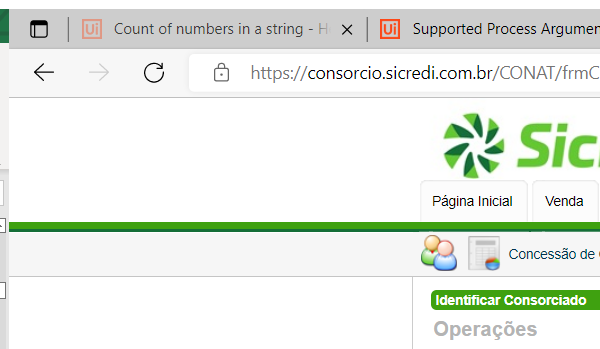 Ui Count of numbers in a string - H
Ui Supported Process Argumen
https://consorcio.sicredi.com.br/CONAT/frmC
Sic
Página Inicial
Venda
Concessão de
Identificar Consorciado
Operações